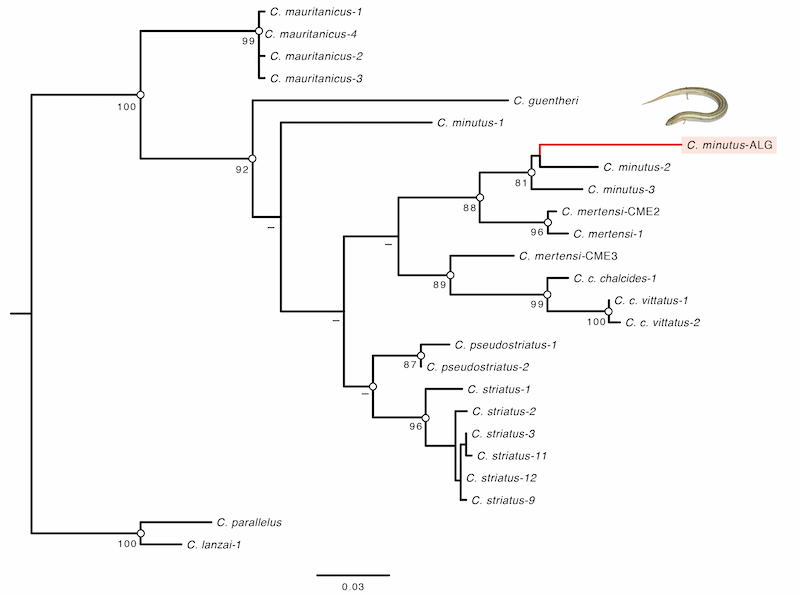 C. mauritanicus-1
C. mauritanicus-4
99
C. mauritanicus-2
C. mauritanicus-3
100
C. guentheri
C. minutus-1
C. minutus-ALG
92
C. minutus-2
81
C. minutus-3
88
C. mertensi-CME2
96
C. mertensi-1
–
–
C. mertensi-CME3
89
C. c. chalcides-1
99
C. c. vittatus-1
100
C. c. vittatus-2
–
C. pseudostriatus-1
87
C. pseudostriatus-2
–
C. striatus-1
C. striatus-2
96
C. striatus-3
C. striatus-11
C. striatus-12
C. striatus-9
C. parallelus
100
C. lanzai-1
0.03